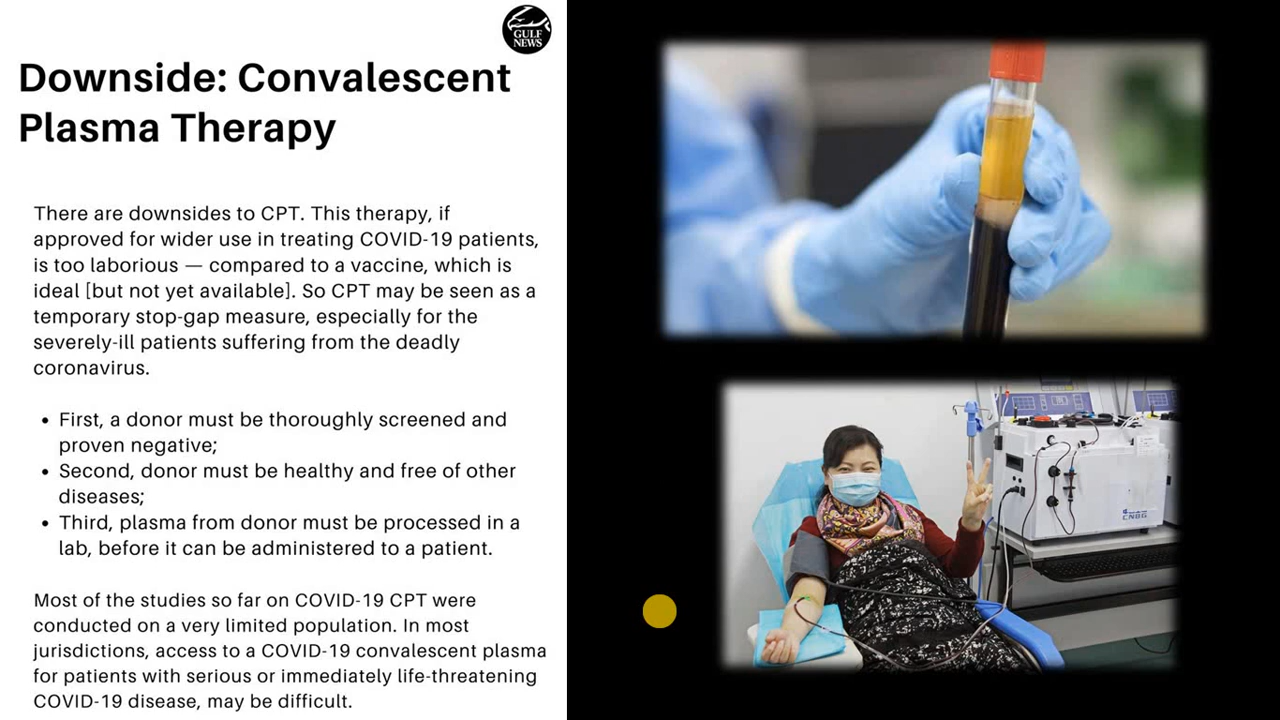 GULF
NEWS
Downside: Convalescent
Plasma Therapy
There are downsides to CPT. This therapy, if
approved for wider use in treating COVID-19 patients,
is too laborious — compared to a vaccine, which is
ideal [but not yet available]. So CPT may be seen as a
temporary stop-gap measure, especially for the
severely-ill patients suffering from the deadly
coronavirus.
• First, a donor must be thoroughly screened and
proven negative;
• Second, donor must be healthy and free of other
diseases;
• Third, plasma from donor must be processed in a
lab, before it can be administered to a patient.
Most of the studies so far on COVID-19 CPT were
conducted on a very limited population. In most
jurisdictions, access to a COVID-19 convalescent plasma
for patients with serious or immediately life-threatening
COVID-19 disease, may be difficult.
CNBG